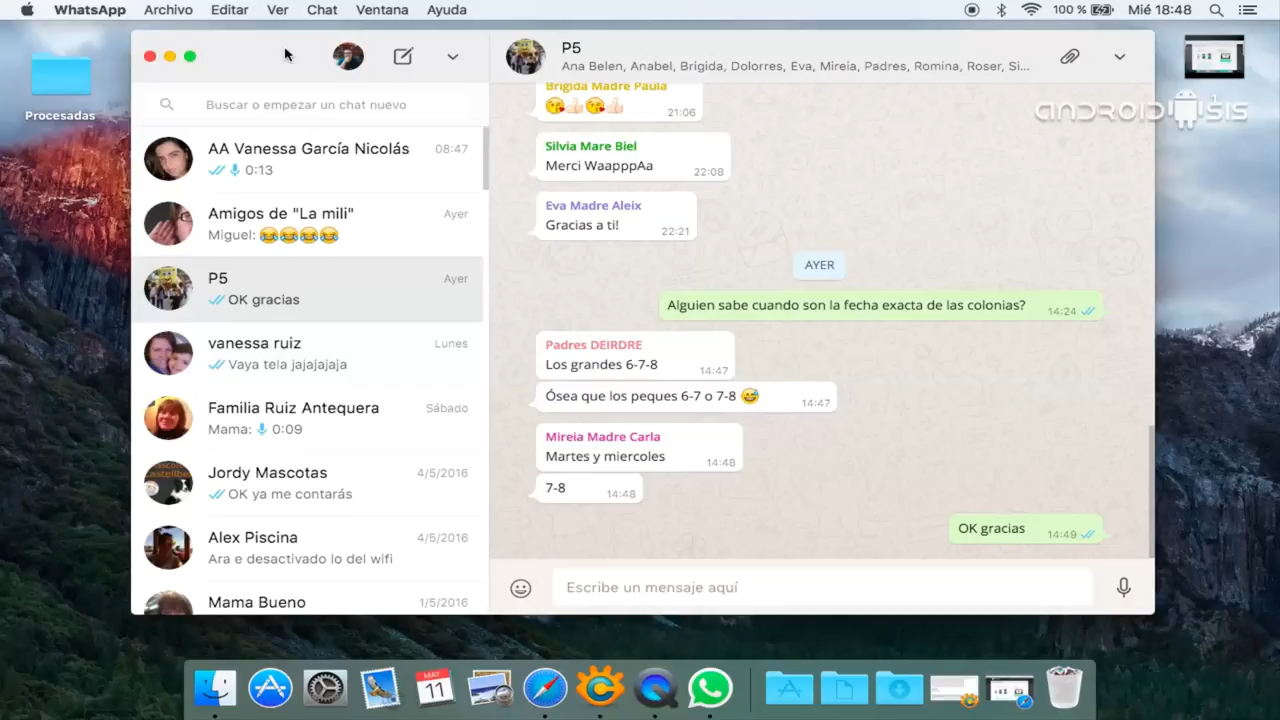 WhatsApp Archivo Editar Ver Chat Ventana Ayuda 100 % Mié 18:48
Procesadas
1
ANDROIDSIS
Buscar o empezar un chat nuevo
AA Vanessa García Nicolás 08:47
0:13
Amigos de "La mili" Ayer
Miguel: 😂😂😂😂
P5 Ayer
OK gracias
vanessa ruiz Lunes
Vaya tela jajajajaja
Familia Ruiz Antequera Sábado
Mama: 0:09
Jordy Mascotas 4/5/2016
OK ya me contarás
Alex Piscina 4/5/2016
Ara e desactivado lo del wifi
Mama Bueno 1/5/2016
P5
Ana Belen, Anabel, Brigida, Dolorres, Eva, Mireia, Padres, Romina, Roser, Si...
Brigida Madre Paula
😘👍🏻😘👍🏻 21:06
Silvia Mare Biel
Merci WaapppAa 22:08
Eva Madre Aleix
Gracias a ti! 22:21
AYER
Alguien sabe cuando son la fecha exacta de las colonias? 14:24
Padres DEIRDRE
Los grandes 6-7-8 14:47
Ósea que los peques 6-7 o 7-8 😅 14:47
Mireia Madre Carla
Martes y miercoles 14:48
7-8 14:48
OK gracias 14:49
Escribe un mensaje aquí
MAY
11